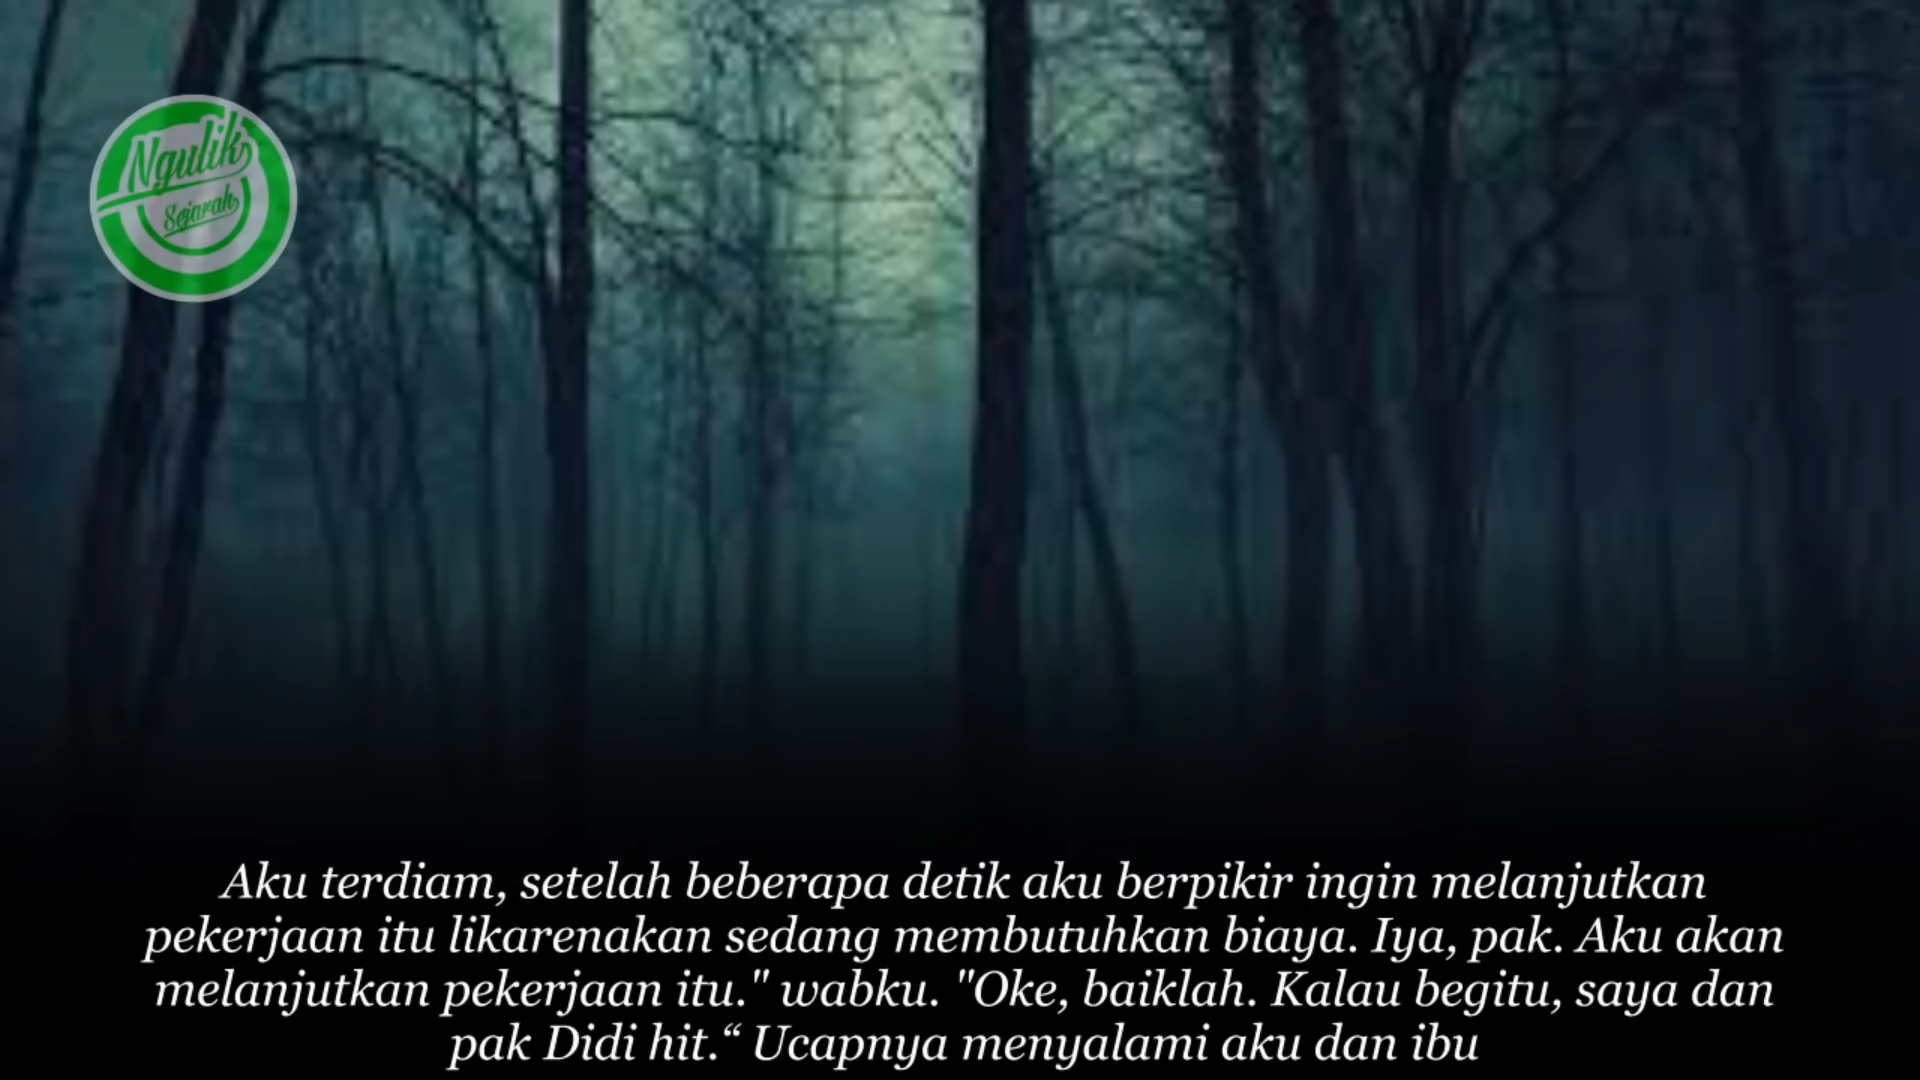 Ngulik
Sejarah
Aku terdiam, setelah beberapa detik aku berpikir ingin melanjutkan
pekerjaan itu likarenakan sedang membutuhkan biaya. Iya, pak. Aku akan
melanjutkan pekerjaan itu." wabku. "Oke, baiklah. Kalau begitu, saya dan
pak Didi hit.“ Ucapnya menyalami aku dan ibu